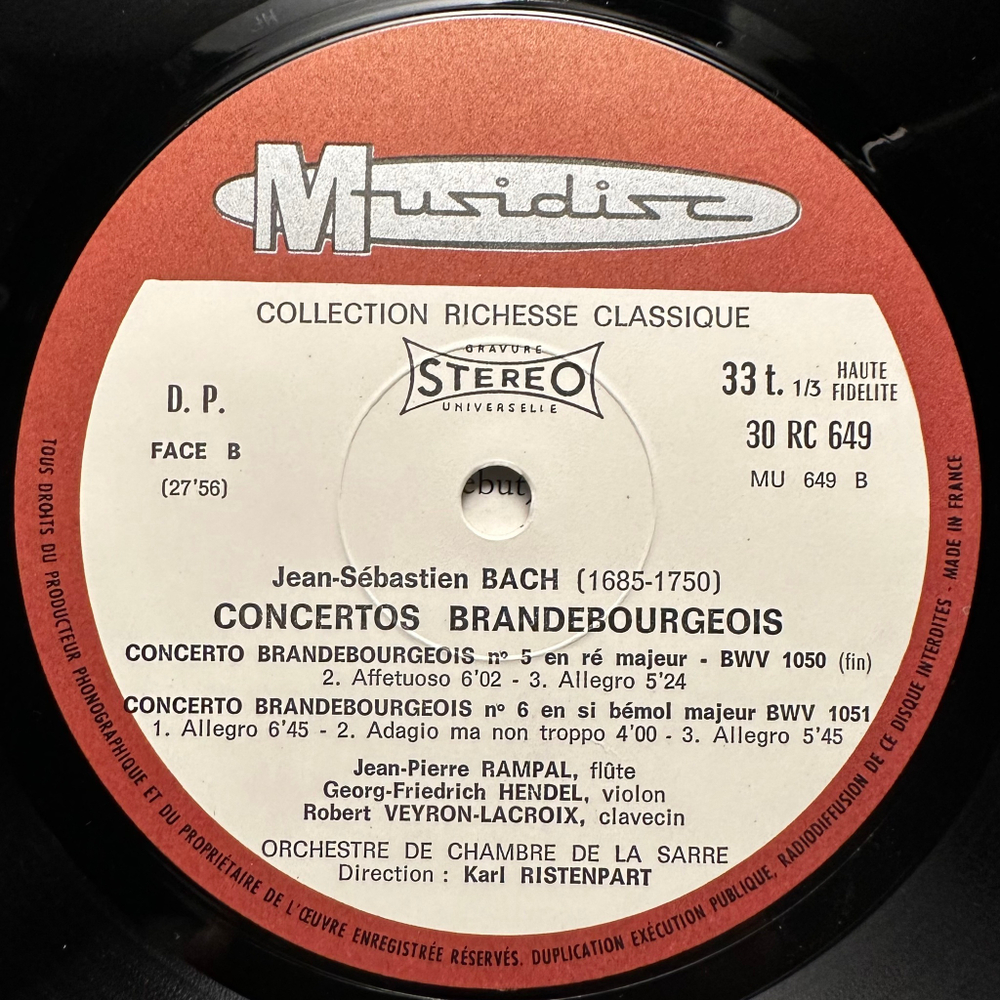 Musidisc
COLLECTION RICHESSE CLASSIQUE
GRAVURE
STEREO
UNIVERSELLE
D. P.
FACE B
(27'56)
33 t. 1/3 HAUTE FIDELITE
30 RC 649
MU 649 B
Jean-Sébastien BACH (1685-1750)
CONCERTOS BRANDEBOURGEOIS
CONCERTO BRANDEBOURGEOIS nº 5 en ré majeur - BWV 1050 (fin)
2. Affetuoso 6'02 - 3. Allegro 5'24
CONCERTO BRANDEBOURGEOIS nº 6 en si bémol majeur BWV 1051
1. Allegro 6'45 - 2. Adagio ma non troppo 4'00 - 3. Allegro 5'45
Jean-Pierre RAMPAL, flûte
Georg-Friedrich HENDEL, violon
Robert VEYRON-LACROIX, clavecin
ORCHESTRE DE CHAMBRE DE LA SARRE
Direction : Karl RISTENPART
TOUS DROITS DU PRODUCTEUR PHONOGRAPHIQUE ET DU PROPRIÉTAIRE DE L'ŒUVRE ENREGISTRÉE RÉSERVÉS. DUPLICATION EXÉCUTION PUBLIQUE, RADIODIFFUSION DE CE DISQUE INTERDITES - MADE IN FRANCE